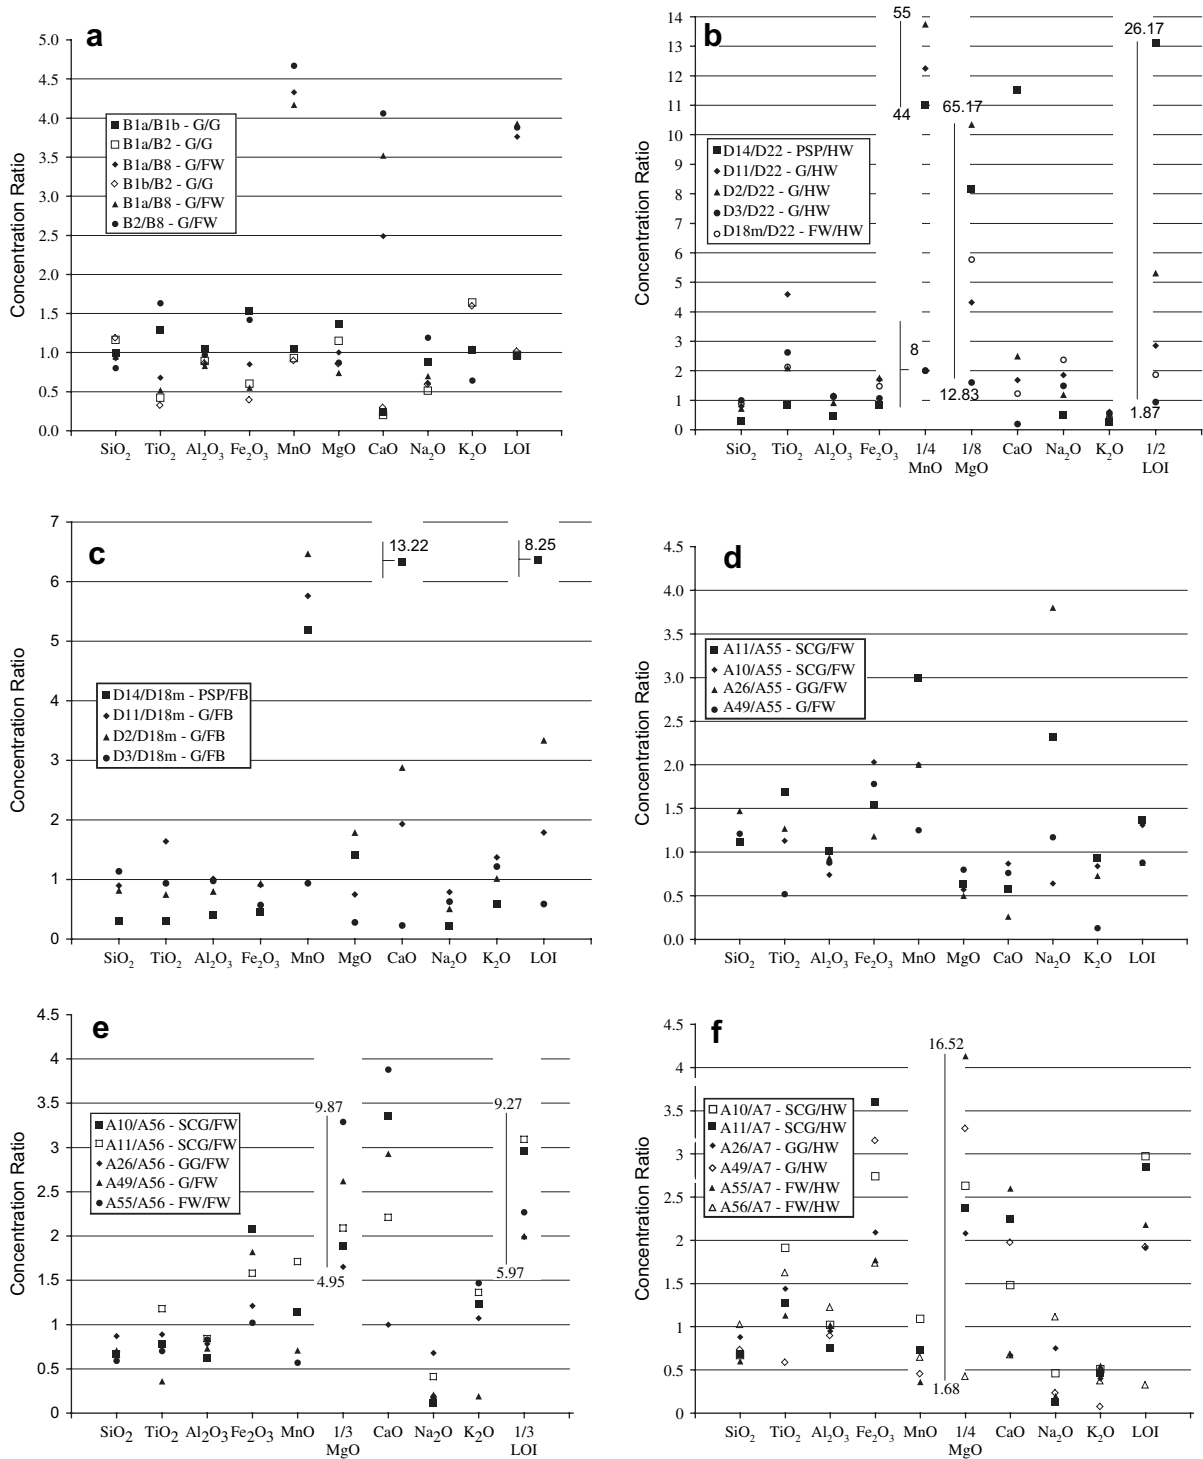 a
5.0
4.5
4.0
3.5
3.0
2.5
2.0
1.5
1.0
0.5
0.0
Concentration Ratio
B1a/B1b - G/G
B1a/B2 - G/G
B1a/B8 - G/FW
B1b/B2 - G/G
B1a/B8 - G/FW
B2/B8 - G/FW
SiO2 TiO2 Al2O3 Fe2O3 MnO MgO CaO Na2O K2O LOI
b
14
13
12
11
10
9
8
7
6
5
4
3
2
1
0
Concentration Ratio
D14/D22 - PSP/HW
D11/D22 - G/HW
D2/D22 - G/HW
D3/D22 - G/HW
D18m/D22 - FW/HW
55
44
8
65.17
12.83
26.17
1.87
SiO2 TiO2 Al2O3 Fe2O3 1/4 MnO 1/8 MgO CaO Na2O K2O 1/2 LOI
c
7
6
5
4
3
2
1
0
Concentration Ratio
D14/D18m - PSP/FB
D11/D18m - G/FB
D2/D18m - G/FB
D3/D18m - G/FB
13.22
8.25
SiO2 TiO2 Al2O3 Fe2O3 MnO MgO CaO Na2O K2O LOI
d
4.5
4.0
3.5
3.0
2.5
2.0
1.5
1.0
0.5
0.0
Concentration Ratio
A11/A55 - SCG/FW
A10/A55 - SCG/FW
A26/A55 - GG/FW
A49/A55 - G/FW
SiO2 TiO2 Al2O3 Fe2O3 MnO MgO CaO Na2O K2O LOI
e
4.5
4
3.5
3
2.5
2
1.5
1
0.5
0
Concentration Ratio
A10/A56 - SCG/FW
A11/A56 - SCG/FW
A26/A56 - GG/FW
A49/A56 - G/FW
A55/A56 - FW/FW
9.87
4.95
9.27
5.97
SiO2 TiO2 Al2O3 Fe2O3 MnO 1/3 MgO CaO Na2O K2O 1/3 LOI
f
4.5
4
3.5
3
2.5
2
1.5
1
0.5
0
Concentration Ratio
A10/A7 - SCG/HW
A11/A7 - SCG/HW
A26/A7 - GG/HW
A49/A7 - G/HW
A55/A7 - FW/HW
A56/A7 - FW/HW
16.52
1.68
SiO2 TiO2 Al2O3 Fe2O3 MnO 1/4 MgO CaO Na2O K2O LOI